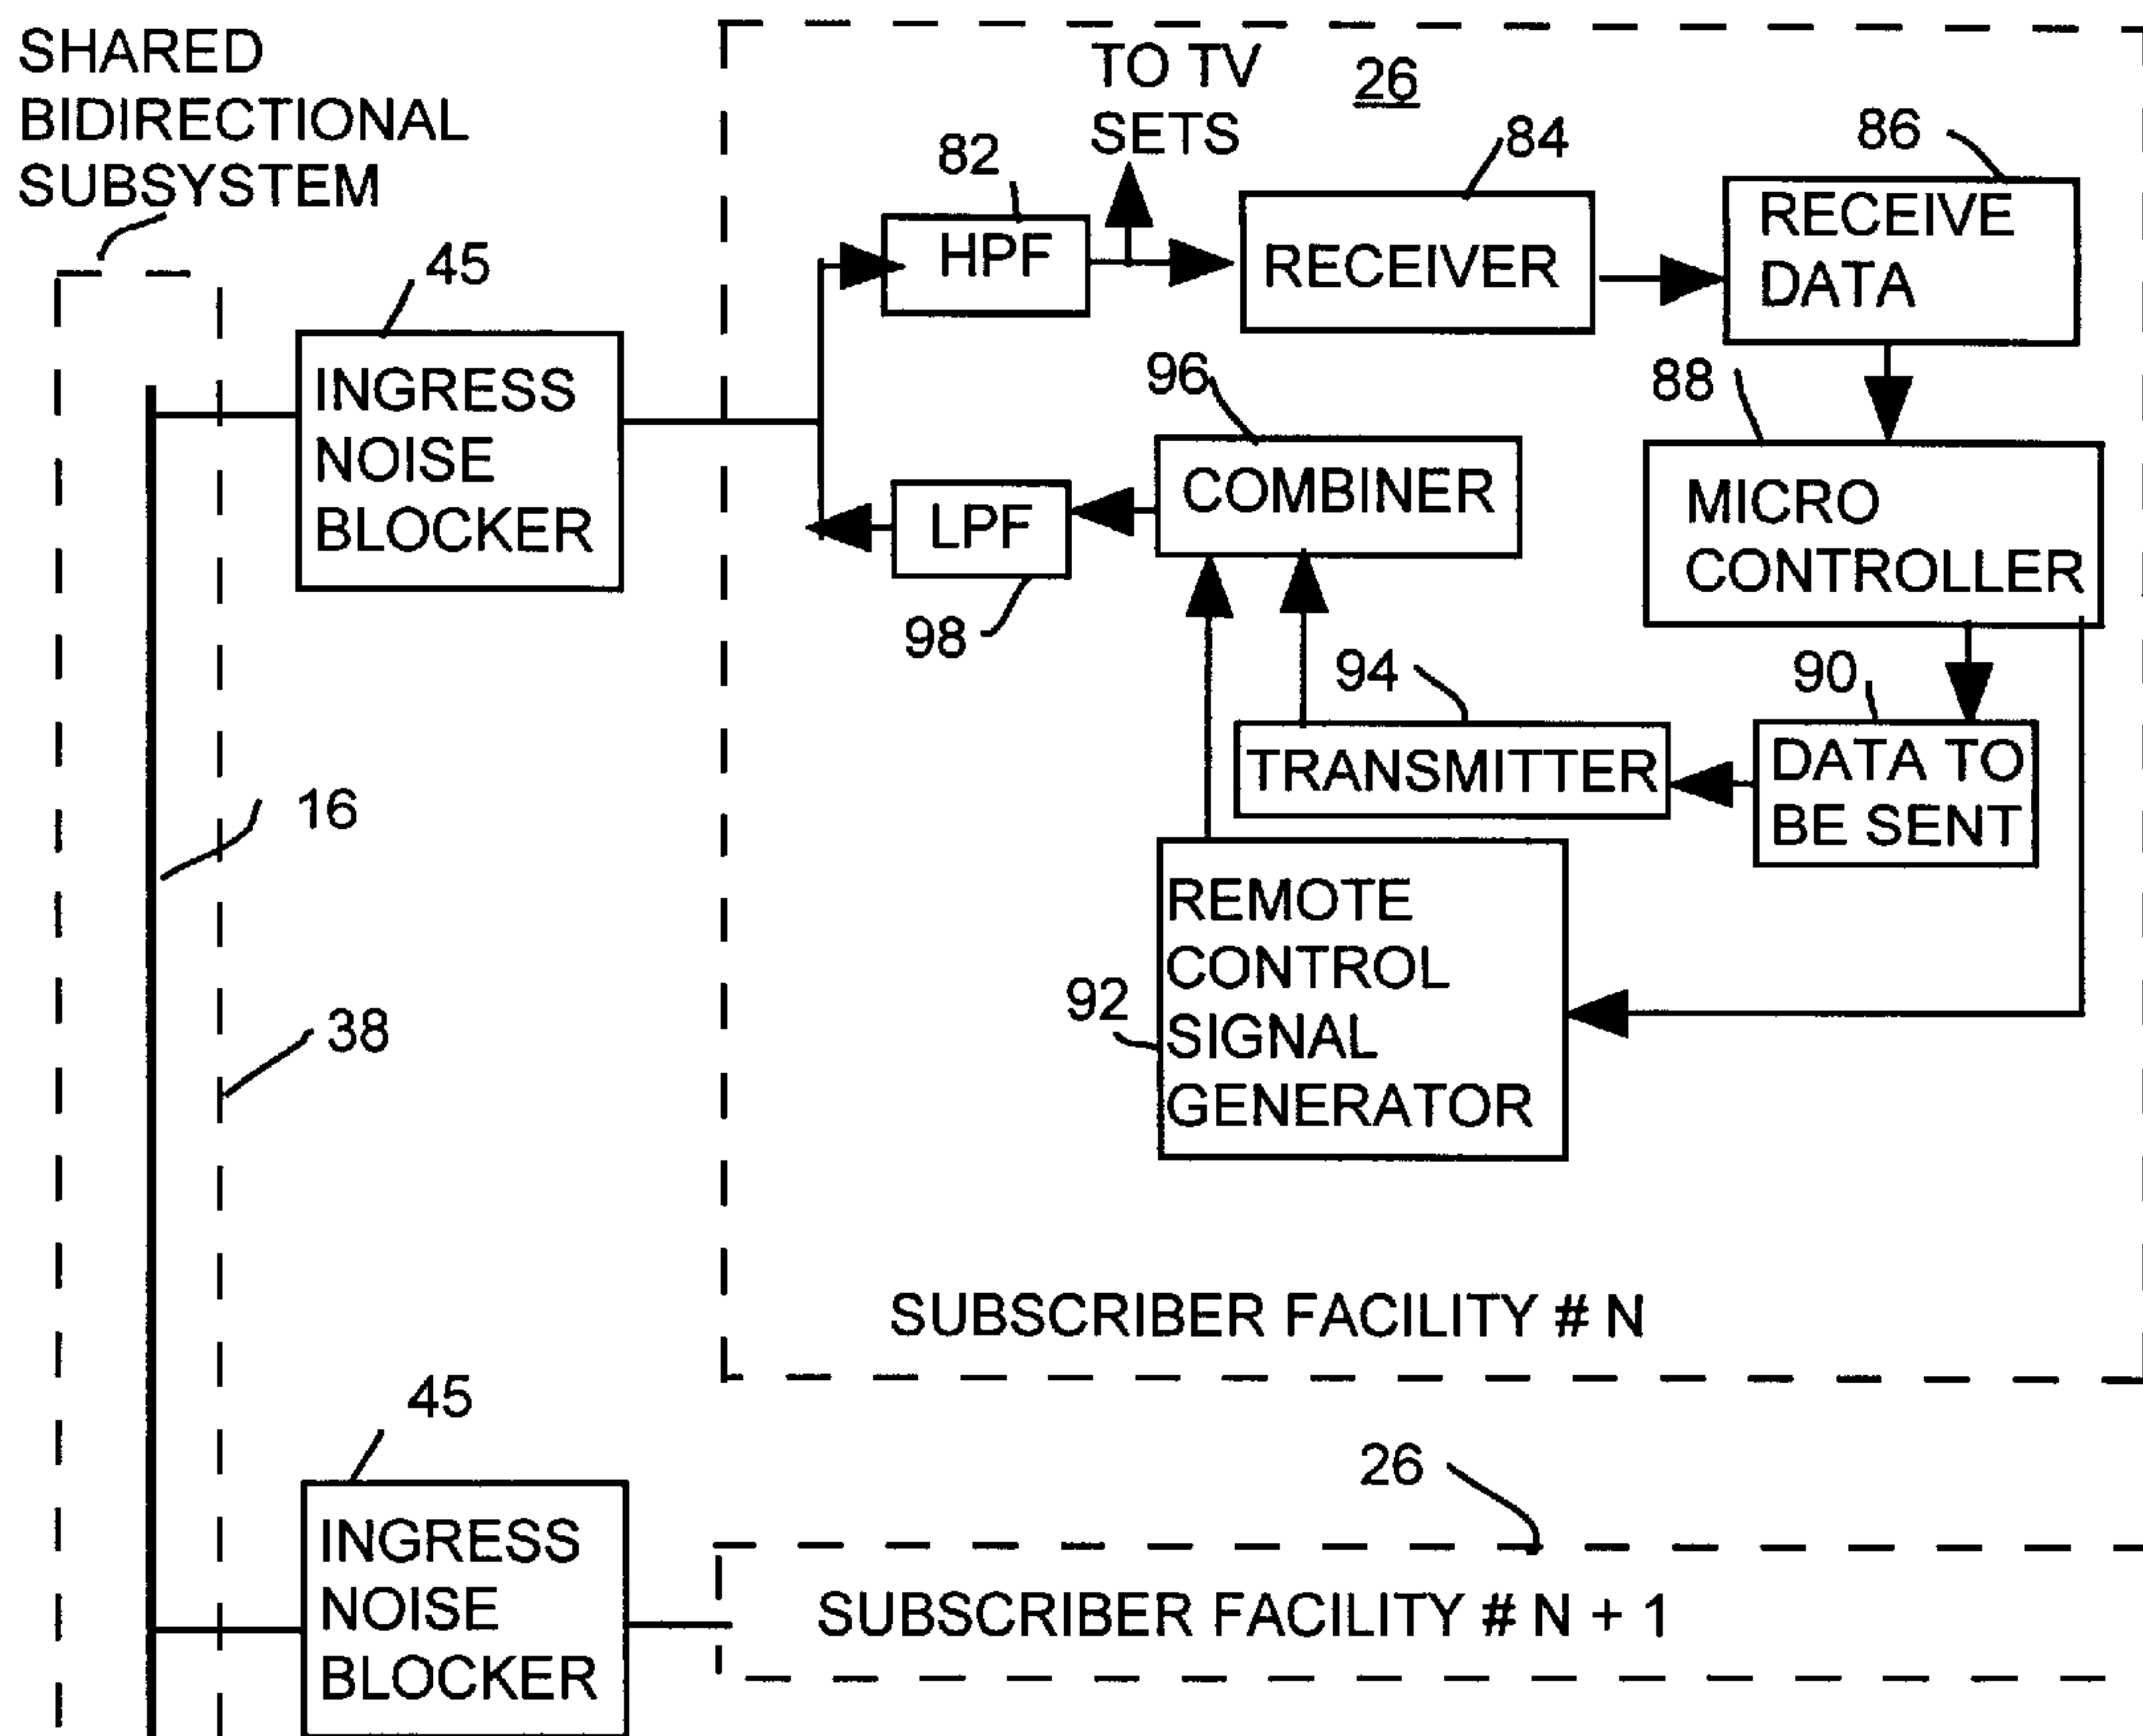 SHARED
BIDIRECTIONAL
SUBSYSTEM
TO TV
SETS
26
82
84
86
HPF
RECEIVER
RECEIVE
DATA
45
INGRESS
NOISE
BLOCKER
96
88
COMBINER
LPF
98
MICRO
CONTROLLER
94
90
TRANSMITTER
DATA TO
BE SENT
16
REMOTE
CONTROL
SIGNAL
GENERATOR
92
38
SUBSCRIBER FACILITY # N
45
INGRESS
NOISE
BLOCKER
26
SUBSCRIBER FACILITY # N + 1